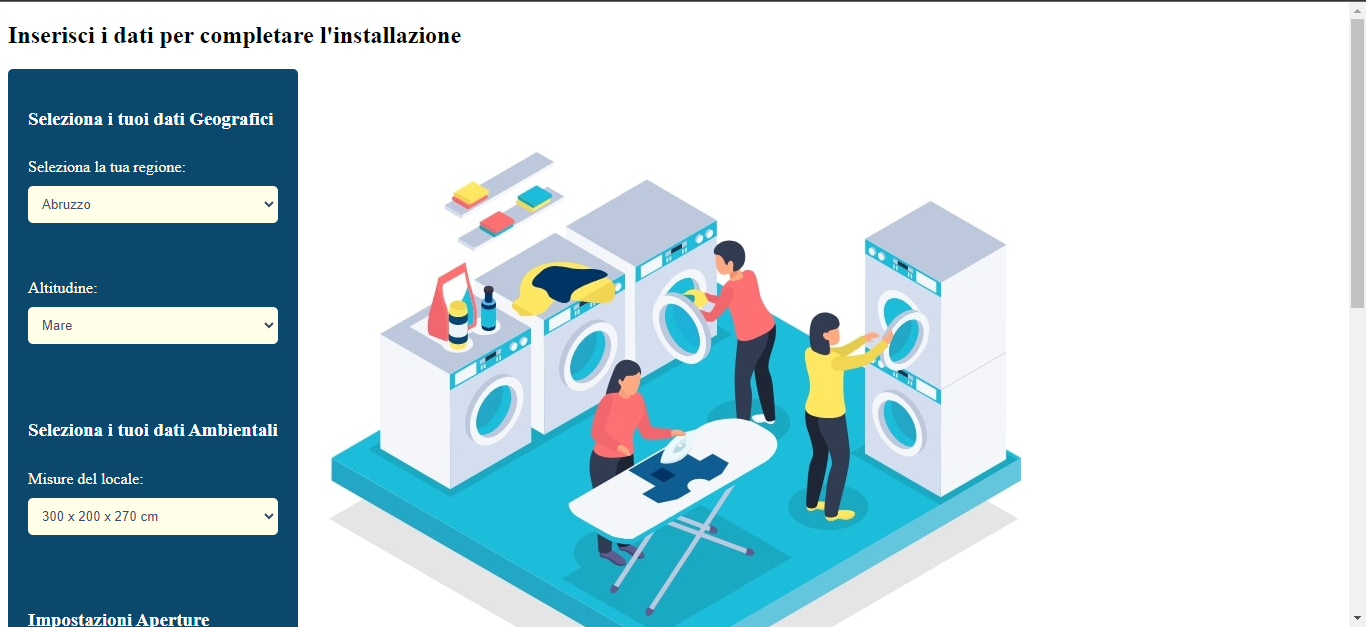 Inserisci i dati per completare l'installazione
Seleziona i tuoi dati Geografici
Seleziona la tua regione:
Abruzzo
Altitudine:
Mare
Seleziona i tuoi dati Ambientali
Misure del locale:
300 x 200 x 270 cm
Impostazioni Aperture